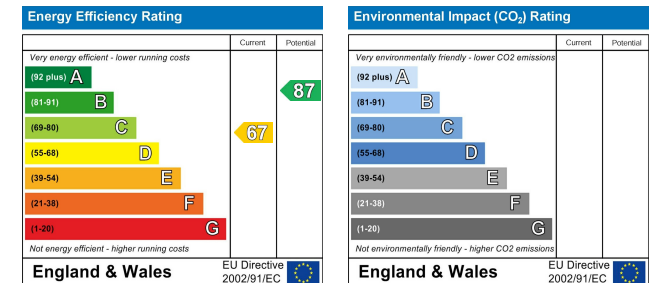 Energy Efficiency Rating
Current Potential
Very energy efficient - lower running costs
(92 plus) A
(81-91) B
(69-80) C
(55-68) D
(39-54) E
(21-38) F
(1-20) G
67
87
Not energy efficient - higher running costs
England & Wales
EU Directive
2002/91/EC
Environmental Impact (CO₂) Rating
Current Potential
Very environmentally friendly - lower CO2 emissions
(92 plus) A
(81-91) B
(69-80) C
(55-68) D
(39-54) E
(21-38) F
(1-20) G
Not environmentally friendly - higher CO2 emissions
England & Wales
EU Directive
2002/91/EC